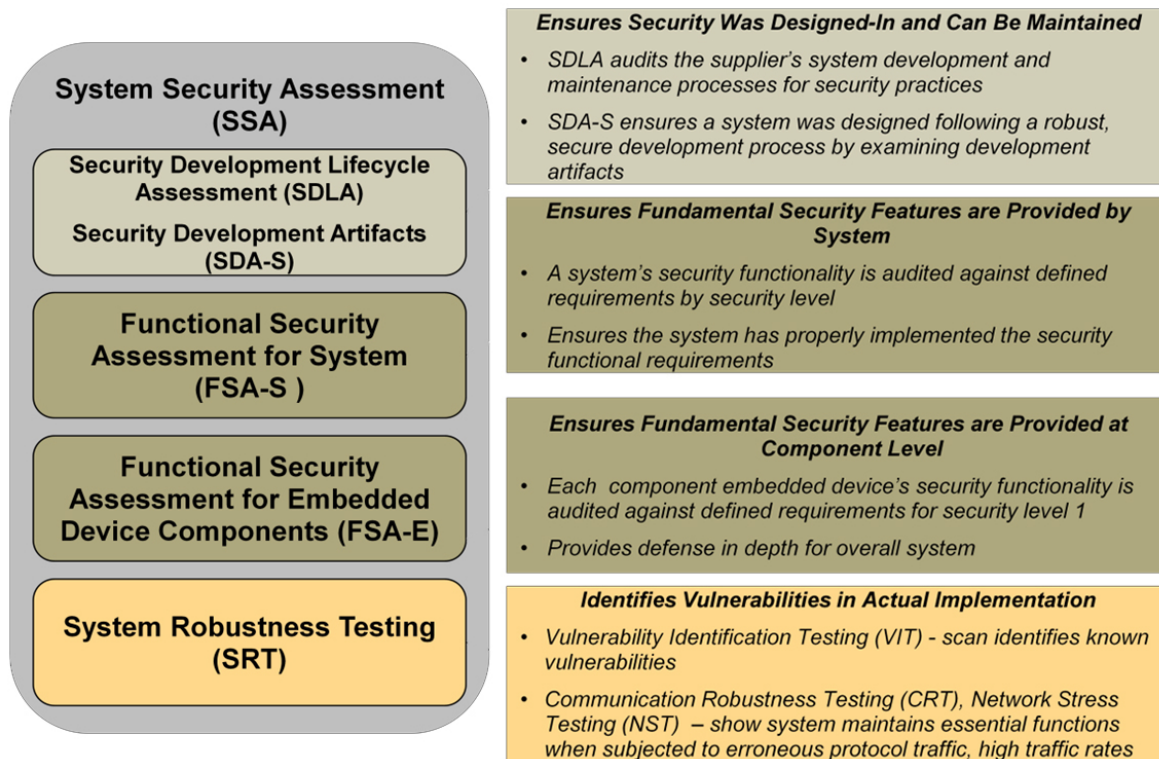 System Security Assessment
(SSA)
Security Development Lifecycle
Assessment (SDLA)
Security Development Artifacts
(SDA-S)
Functional Security
Assessment for System
(FSA-S )
Functional Security
Assessment for Embedded
Device Components (FSA-E)
System Robustness Testing
(SRT)
Ensures Security Was Designed-In and Can Be Maintained
• SDLA audits the supplier's system development and
maintenance processes for security practices
• SDA-S ensures a system was designed following a robust,
secure development process by examining development
artifacts
Ensures Fundamental Security Features are Provided by
System
• A system's security functionality is audited against defined
requirements by security level
• Ensures the system has properly implemented the security
functional requirements
Ensures Fundamental Security Features are Provided at
Component Level
• Each component embedded device's security functionality is
audited against defined requirements for security level 1
• Provides defense in depth for overall system
Identifies Vulnerabilities in Actual Implementation
• Vulnerability Identification Testing (VIT) - scan identifies known
vulnerabilities
• Communication Robustness Testing (CRT), Network Stress
Testing (NST) – show system maintains essential functions
when subjected to erroneous protocol traffic, high traffic rates